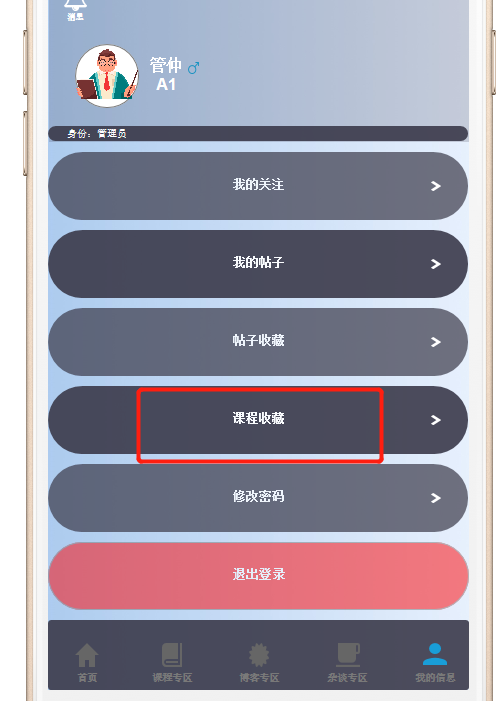 消息
管仲 ♂
A1
身份：管理员
我的关注
我的帖子
帖子收藏
课程收藏
修改密码
退出登录
首页
课程专区
博客专区
杂谈专区
我的信息